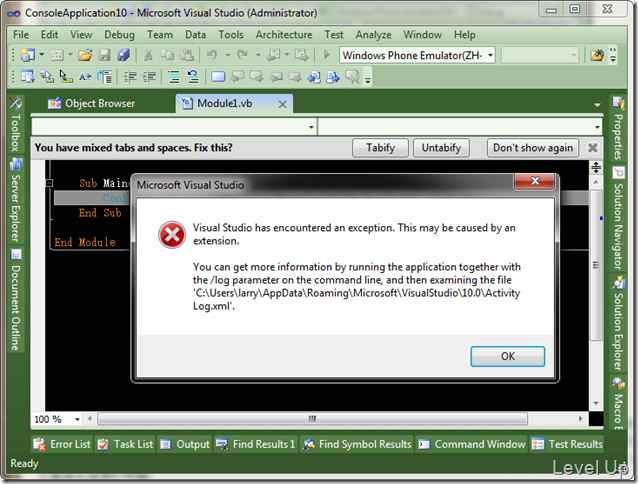 ConsoleApplication10 - Microsoft Visual Studio (Administrator)
File Edit View Debug Team Data Tools Architecture Test Analyze Window Help
Windows Phone Emulator(ZH-
Object Browser
Module1.vb
You have mixed tabs and spaces. Fix this?
Tabify
Untabify
Don't show again
Toolbox
Server Explorer
Document Outline
Sub Main
Cons
End Sub
End Module
Microsoft Visual Studio
Visual Studio has encountered an exception. This may be caused by an
extension.
You can get more information by running the application together with
the /log parameter on the command line, and then examining the file
'C:\Users\larry\AppData\Roaming\Microsoft\VisualStudio\10.0\Activity
Log.xml'.
OK
Properties
Solution Navigator
Solution Explorer
Macro E
100 %
Error List Task List Output Find Results 1 Find Symbol Results Command Window Test Results
Ready
Level Up